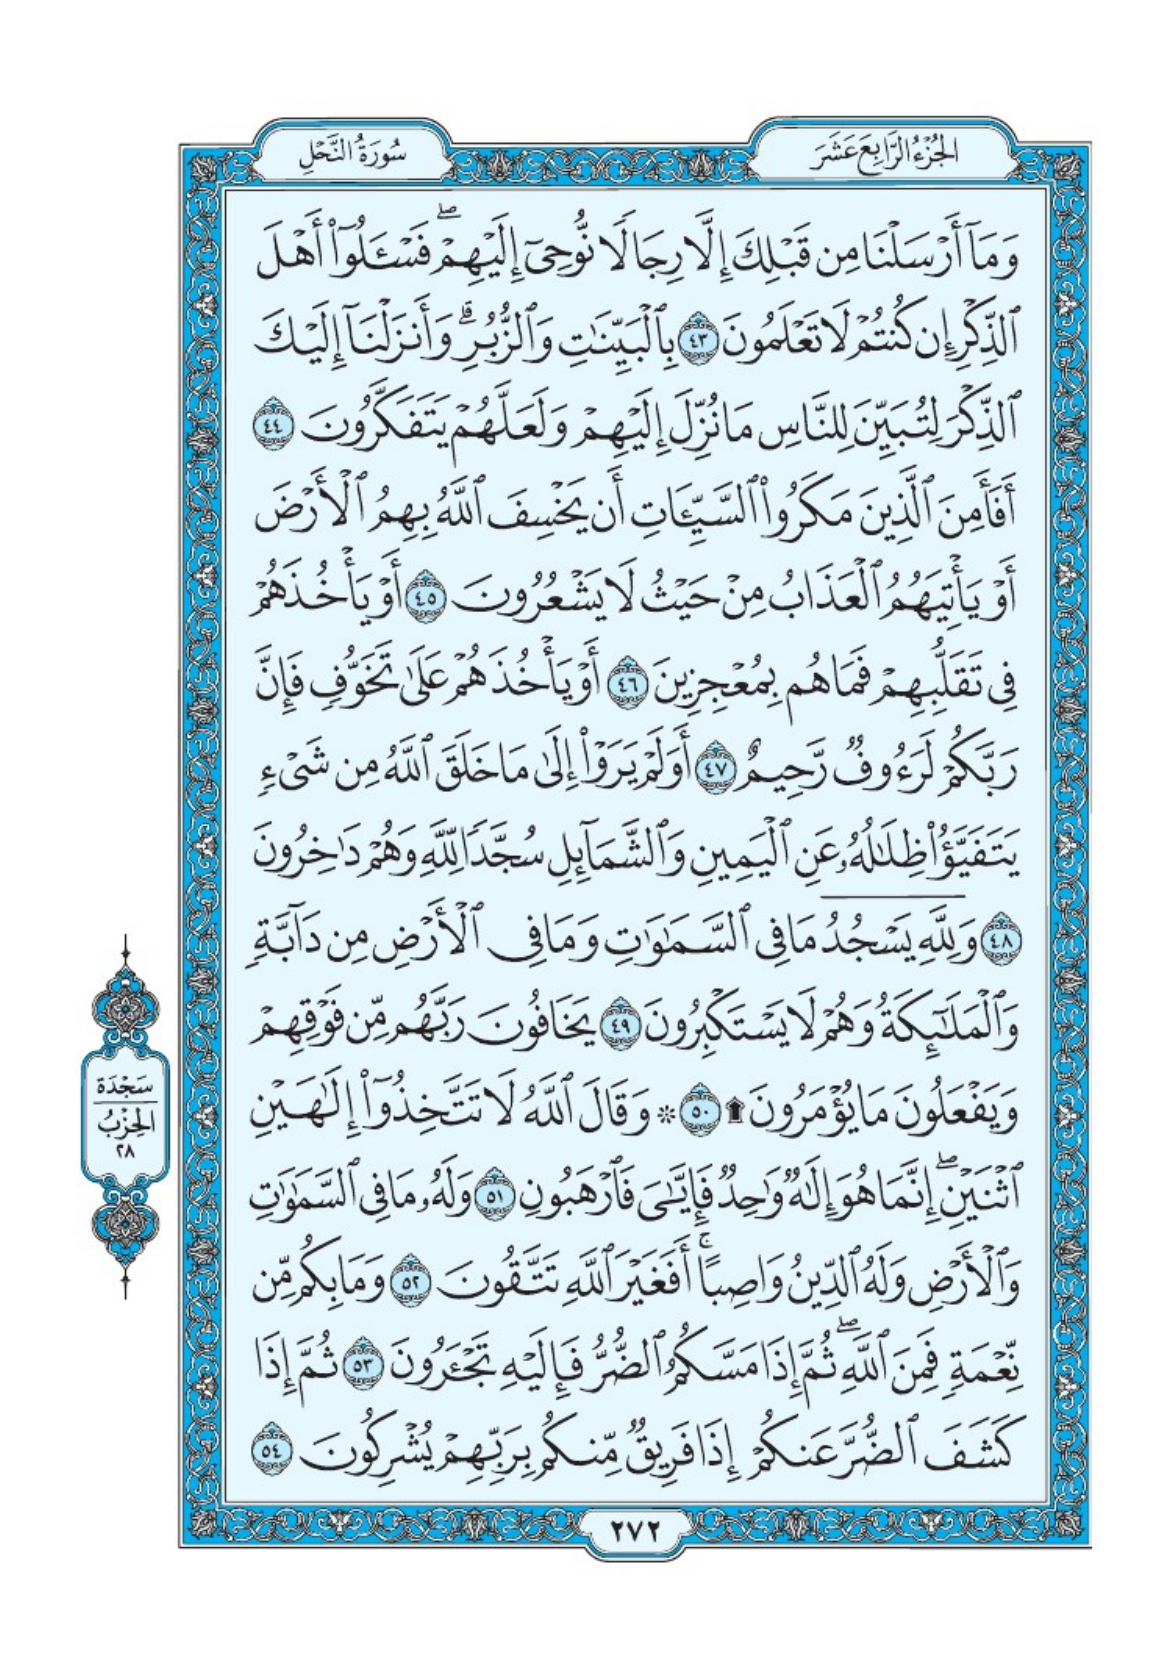 الجُزْءُ الرَّابِعَ عَشَرَ
سُورَةُ النَّحْلِ
وَمَآ أَرْسَلْنَا مِن قَبْلِكَ إِلَّا رِجَالًا نُّوحِىٓ إِلَيْهِمْ ۖ فَسْـَٔلُوٓا۟ أَهْلَ
ٱلذِّكْرِ إِن كُنتُمْ لَا تَعْلَمُونَ ٤٣ بِٱلْبَيِّنَـٰتِ وَٱلزُّبُرِ ۗ وَأَنزَلْنَآ إِلَيْكَ
ٱلذِّكْرَ لِتُبَيِّنَ لِلنَّاسِ مَا نُزِّلَ إِلَيْهِمْ وَلَعَلَّهُمْ يَتَفَكَّرُونَ ٤٤
أَفَأَمِنَ ٱلَّذِينَ مَكَرُوا۟ ٱلسَّيِّـَٔاتِ أَن يَخْسِفَ ٱللَّهُ بِهِمُ ٱلْأَرْضَ
أَوْ يَأْتِيَهُمُ ٱلْعَذَابُ مِنْ حَيْثُ لَا يَشْعُرُونَ ٤٥ أَوْ يَأْخُذَهُمْ
فِى تَقَلُّبِهِمْ فَمَا هُم بِمُعْجِزِينَ ٤٦ أَوْ يَأْخُذَهُمْ عَلَىٰ تَخَوُّفٍ فَإِنَّ
رَبَّكُمْ لَرَءُوفٌ رَّحِيمٌ ٤٧ أَوَلَمْ يَرَوْا۟ إِلَىٰ مَا خَلَقَ ٱللَّهُ مِن شَىْءٍ
يَتَفَيَّؤُا۟ ظِلَـٰلُهُۥ عَنِ ٱلْيَمِينِ وَٱلشَّمَآئِلِ سُجَّدًا لِّلَّهِ وَهُمْ دَٰخِرُونَ
٤٨ وَلِلَّهِ يَسْجُدُ مَا فِى ٱلسَّمَـٰوَٰتِ وَمَا فِى ٱلْأَرْضِ مِن دَآبَّةٍ
وَٱلْمَلَـٰٓئِكَةُ وَهُمْ لَا يَسْتَكْبِرُونَ ٤٩ يَخَافُونَ رَبَّهُم مِّن فَوْقِهِمْ
وَيَفْعَلُونَ مَا يُؤْمَرُونَ ۩ ٥٠ ۞ وَقَالَ ٱللَّهُ لَا تَتَّخِذُوٓا۟ إِلَـٰهَيْنِ
ٱثْنَيْنِ ۖ إِنَّمَا هُوَ إِلَـٰهٌ وَٰحِدٌ فَإِيَّـٰىَ فَٱرْهَبُونِ ٥١ وَلَهُۥ مَا فِى ٱلسَّمَـٰوَٰتِ
وَٱلْأَرْضِ وَلَهُ ٱلدِّينُ وَاصِبًا ۚ أَفَغَيْرَ ٱللَّهِ تَتَّقُونَ ٥٢ وَمَا بِكُم مِّن
نِّعْمَةٍ فَمِنَ ٱللَّهِ ۖ ثُمَّ إِذَا مَسَّكُمُ ٱلضُّرُّ فَإِلَيْهِ تَجْـَٔرُونَ ٥٣ ثُمَّ إِذَا
كَشَفَ ٱلضُّرَّ عَنكُمْ إِذَا فَرِيقٌ مِّنكُم بِرَبِّهِمْ يُشْرِكُونَ ٥٤
سَجْدَة
الحِزْبُ
٢٨
٢٧٢